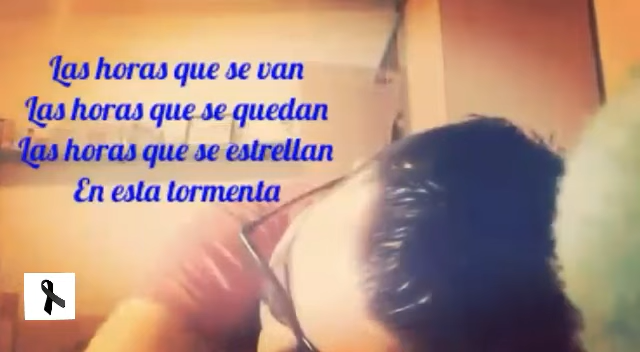 Las horas que se van
Las horas que se quedan
Las horas que se estrellan
En esta tormenta